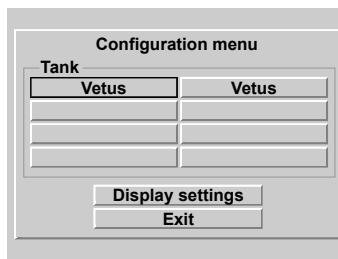 Configuration menu
Tank
Vetus Vetus
Display settings
Exit